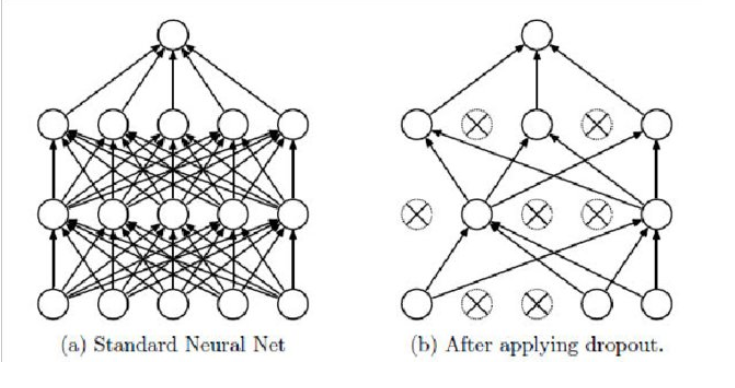 (a) Standard Neural Net
(b) After applying dropout.